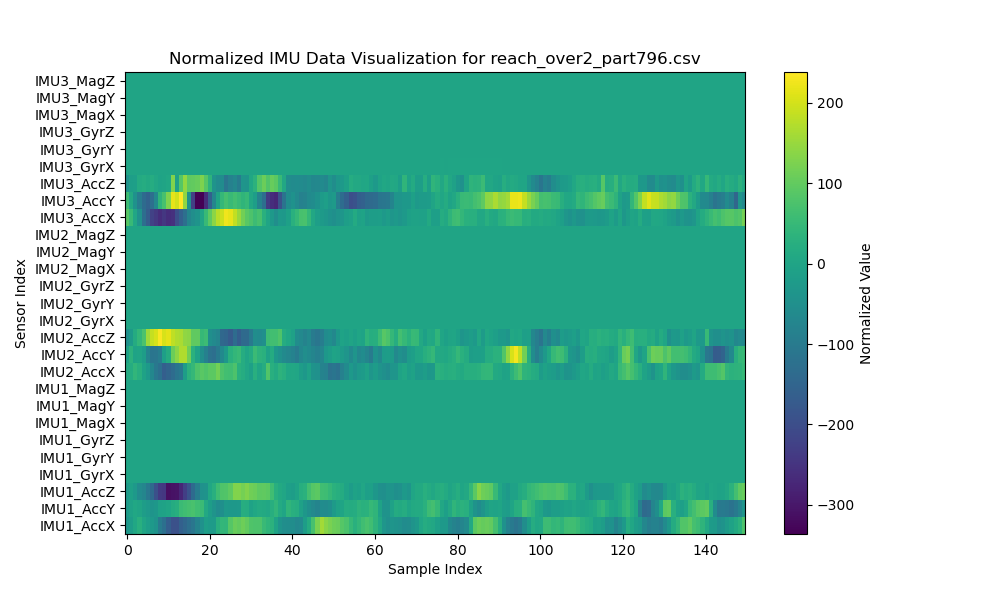 Normalized IMU Data Visualization for reach_over2_part796.csv
IMU3_MagZ
IMU3_MagY
IMU3_MagX
IMU3_GyrZ
IMU3_GyrY
IMU3_GyrX
IMU3_AccZ
IMU3_AccY
IMU3_AccX
IMU2_MagZ
IMU2_MagY
IMU2_MagX
IMU2_GyrZ
IMU2_GyrY
IMU2_GyrX
IMU2_AccZ
IMU2_AccY
IMU2_AccX
IMU1_MagZ
IMU1_MagY
IMU1_MagX
IMU1_GyrZ
IMU1_GyrY
IMU1_GyrX
IMU1_AccZ
IMU1_AccY
IMU1_AccX
Sensor Index
0 20 40 60 80 100 120 140
Sample Index
200
100
0
−100
−200
−300
Normalized Value